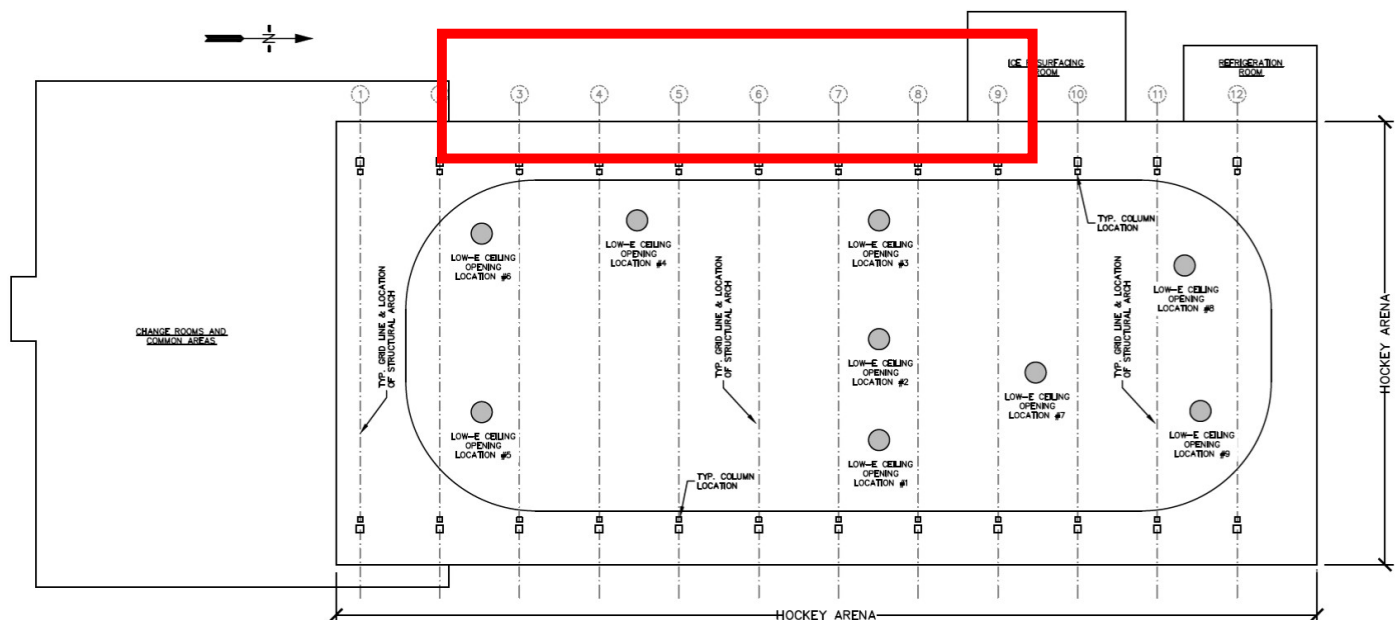 N
ICE RESURFACING
ROOM
REFRIGERATION
ROOM
1
3
4
5
6
7
8
9
10
11
12
TYP. COLUMN
LOCATION
LOW-E CEILING
OPENING
LOCATION #6
LOW-E CEILING
OPENING
LOCATION #4
LOW-E CEILING
OPENING
LOCATION #3
LOW-E CEILING
OPENING
LOCATION #8
CHANGE ROOMS AND
COMMON AREAS
TYP. GRID LINE & LOCATION
OF STRUCTURAL ARCH
TYP. GRID LINE & LOCATION
OF STRUCTURAL ARCH
TYP. GRID LINE & LOCATION
OF STRUCTURAL ARCH
LOW-E CEILING
OPENING
LOCATION #2
LOW-E CEILING
OPENING
LOCATION #7
LOW-E CEILING
OPENING
LOCATION #5
LOW-E CEILING
OPENING
LOCATION #1
LOW-E CEILING
OPENING
LOCATION #9
TYP. COLUMN
LOCATION
HOCKEY ARENA
HOCKEY ARENA